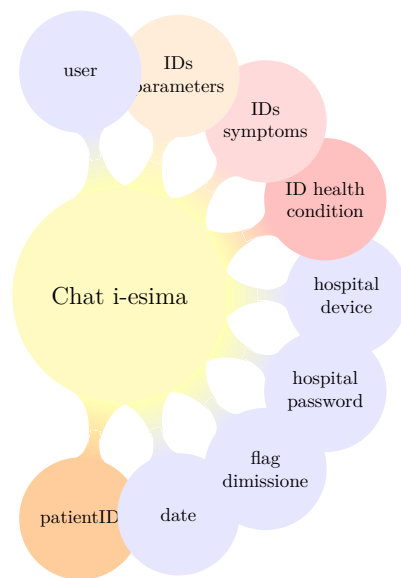 user
IDs
parameters
IDs
symptoms
ID health
condition
Chat i-esima
hospital
device
hospital
password
flag
dimissione
date
patientID